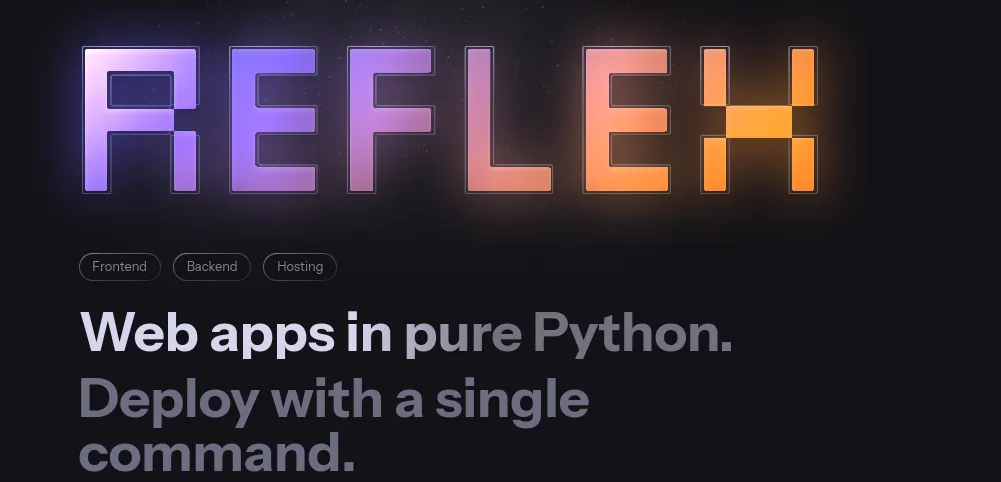 REFLEX
Frontend Backend Hosting
Web apps in pure Python.
Deploy with a single
command.